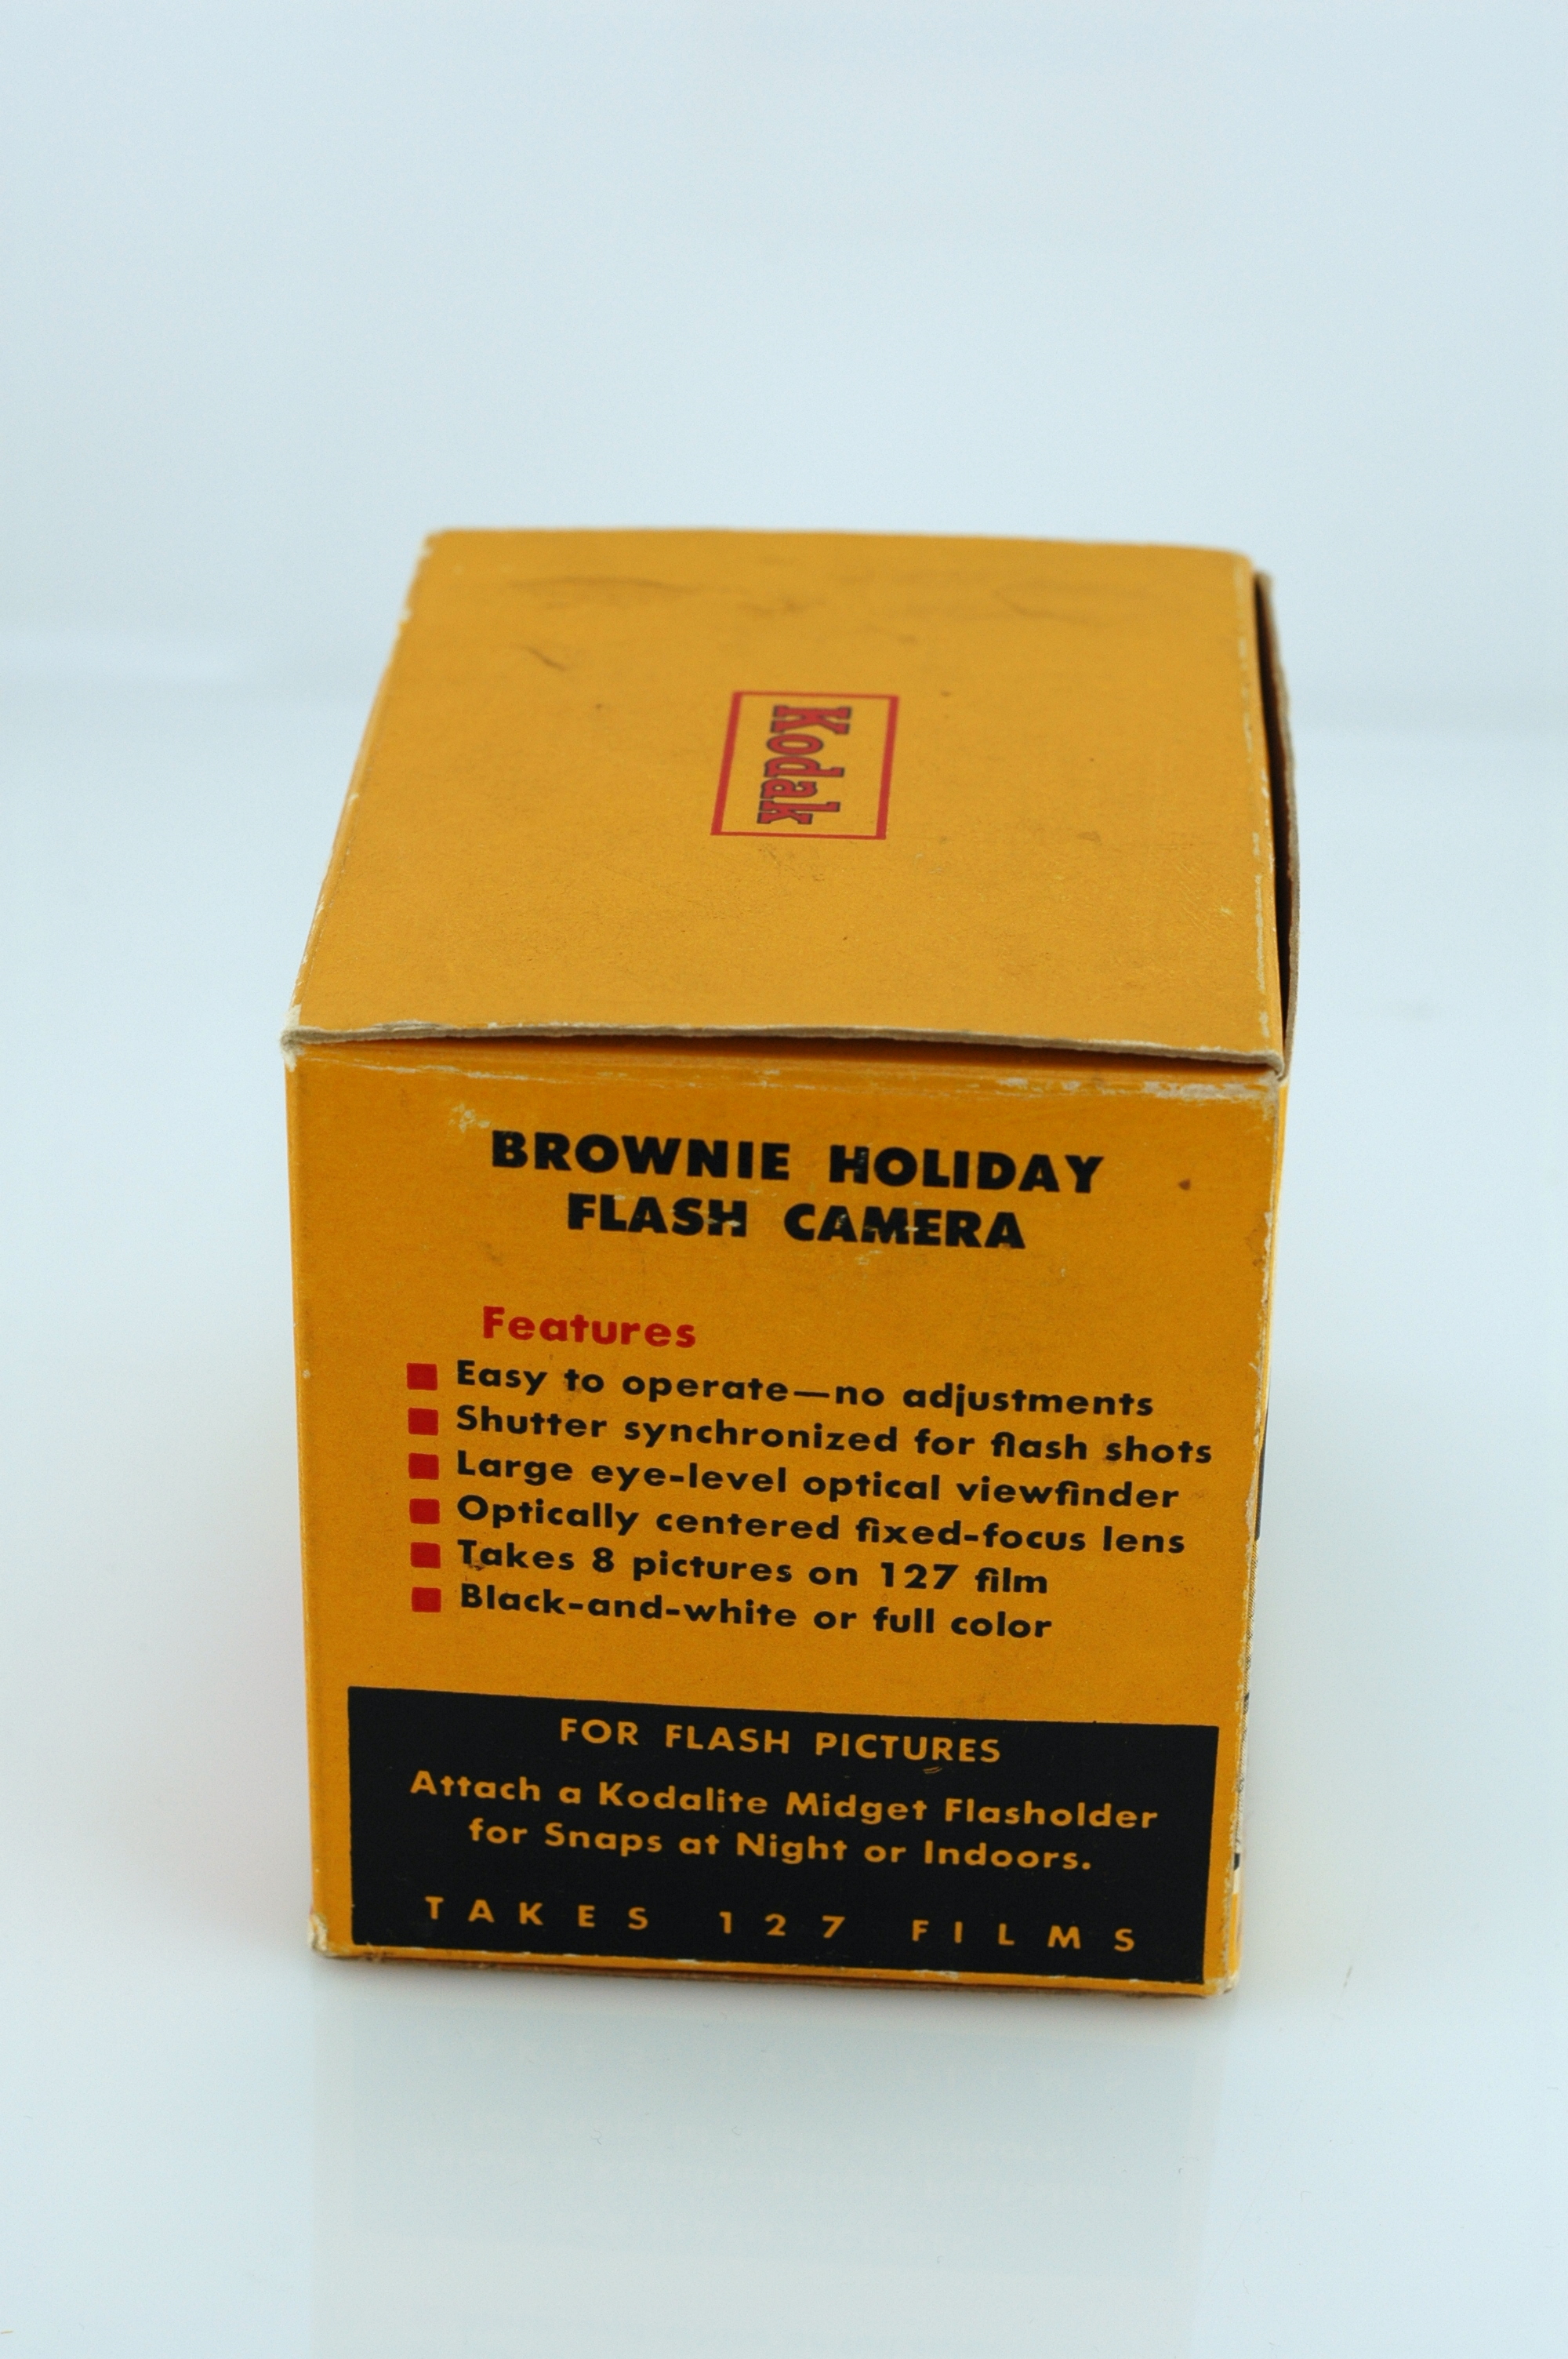 Kodak
BROWNIE HOLIDAY
FLASH CAMERA
Features
Easy to operate—no adjustments
Shutter synchronized for flash shots
Large eye-level optical viewfinder
Optically centered fixed-focus lens
Takes 8 pictures on 127 film
Black-and-white or full color
FOR FLASH PICTURES
Attach a Kodalite Midget Flasholder
for Snaps at Night or Indoors.
TAKES 127 FILMS